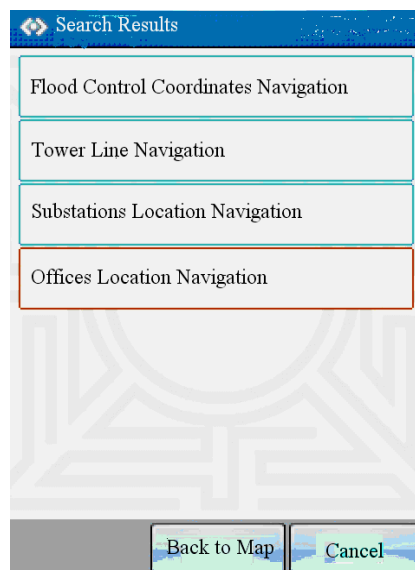 Search Results
Flood Control Coordinates Navigation
Tower Line Navigation
Substations Location Navigation
Offices Location Navigation
Back to Map
Cancel